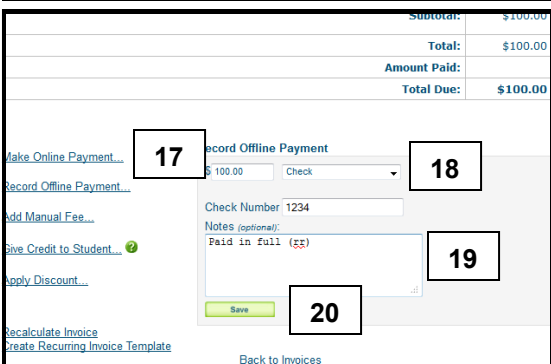 Subtotal: $100.00
Total: $100.00
Amount Paid:
Total Due: $100.00
Make Online Payment...
Record Offline Payment...
Add Manual Fee...
Give Credit to Student... ?
Apply Discount...
Recalculate Invoice
Create Recurring Invoice Template
17
ecord Offline Payment
$ 100.00 Check
18
Check Number 1234
Notes (optional):
Paid in full (rr)
19
Save
20
Back to Invoices